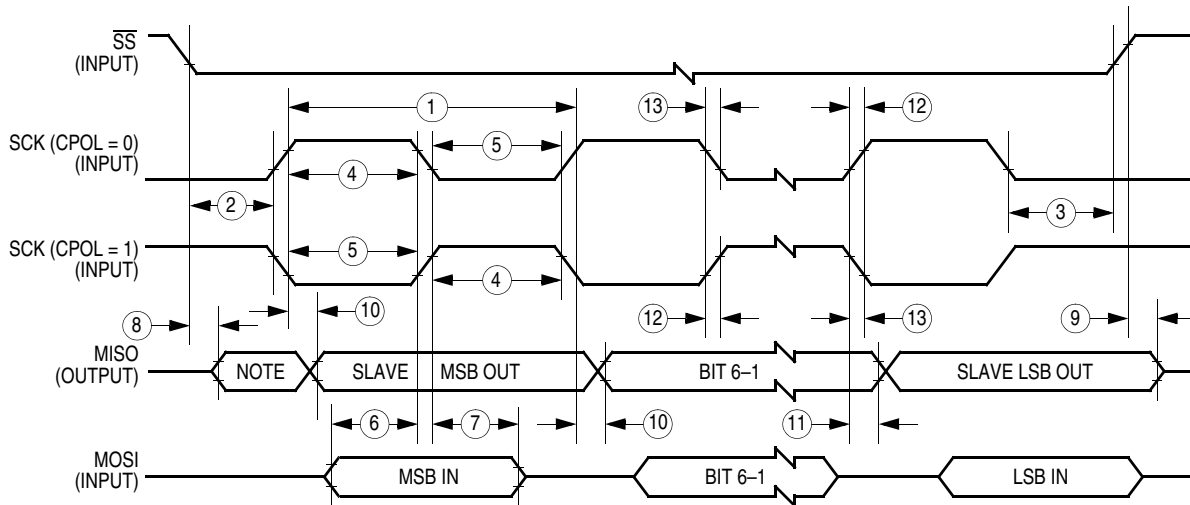 SS
(INPUT)
1
13
12
SCK (CPOL = 0)
(INPUT)
5
4
2
3
SCK (CPOL = 1)
(INPUT)
5
4
8
10
12
13
9
MISO
(OUTPUT)
NOTE
SLAVE MSB OUT
BIT 6–1
SLAVE LSB OUT
6
7
10
11
MOSI
(INPUT)
MSB IN
BIT 6–1
LSB IN